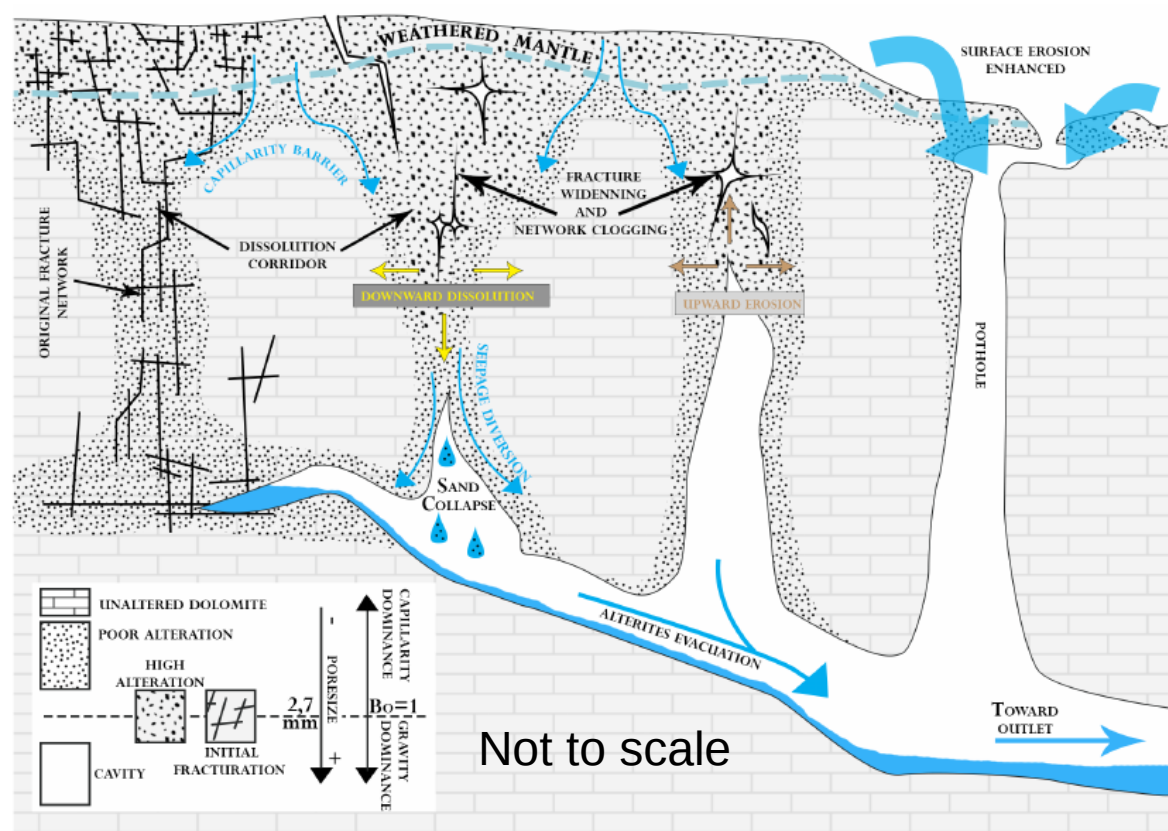 WEATHERED MANTLE
SURFACE EROSION
ENHANCED
CAPILLARITY BARRIER
FRACTURE
WIDENNING
AND
NETWORK CLOGGING
ORIGINAL FRACTURE
NETWORK
DISSOLUTION
CORRIDOR
DOWNWARD DISSOLUTION
UPWARD EROSION
POTHOLE
SEEPAGE DIVERSION
SAND
COLLAPSE
ALTERITES EVACUATION
TOWARD
OUTLET
UNALTERED DOLOMITE
POOR ALTERATION
HIGH
ALTERATION
INITIAL
FRACTURATION
CAVITY
2,7
mm
-
PORESIZE
+
CAPILLARITY
DOMINANCE
Bo=1
GRAVITY
DOMINANCE
Not to scale